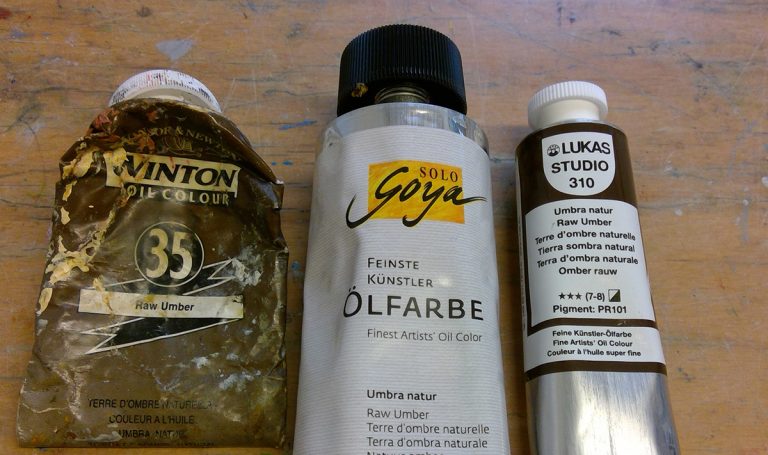 WINTON
OIL COLOUR
35
Raw Umber
TERRE D'OMBRE NATURELLE
COULEUR A L'HUILE
UMBRA
SOLO
Goya
FEINSTE
KÜNSTLER
ÖLFARBE
Finest Artists' Oil Color
Umbra natur
Raw Umber
Terre d'ombre naturelle
Terra d'ombra naturale
LUKAS
STUDIO
310
Umbra natur
Raw Umber
Terre d'ombre naturelle
Tierra sombra natural
Terra d'ombra naturale
Omber rauw
★★★ (7-8)
Pigment: PR101
Feine Künstler-Ölfarbe
Fine Artists' Oil Colour
Couleur à l'huile super fine